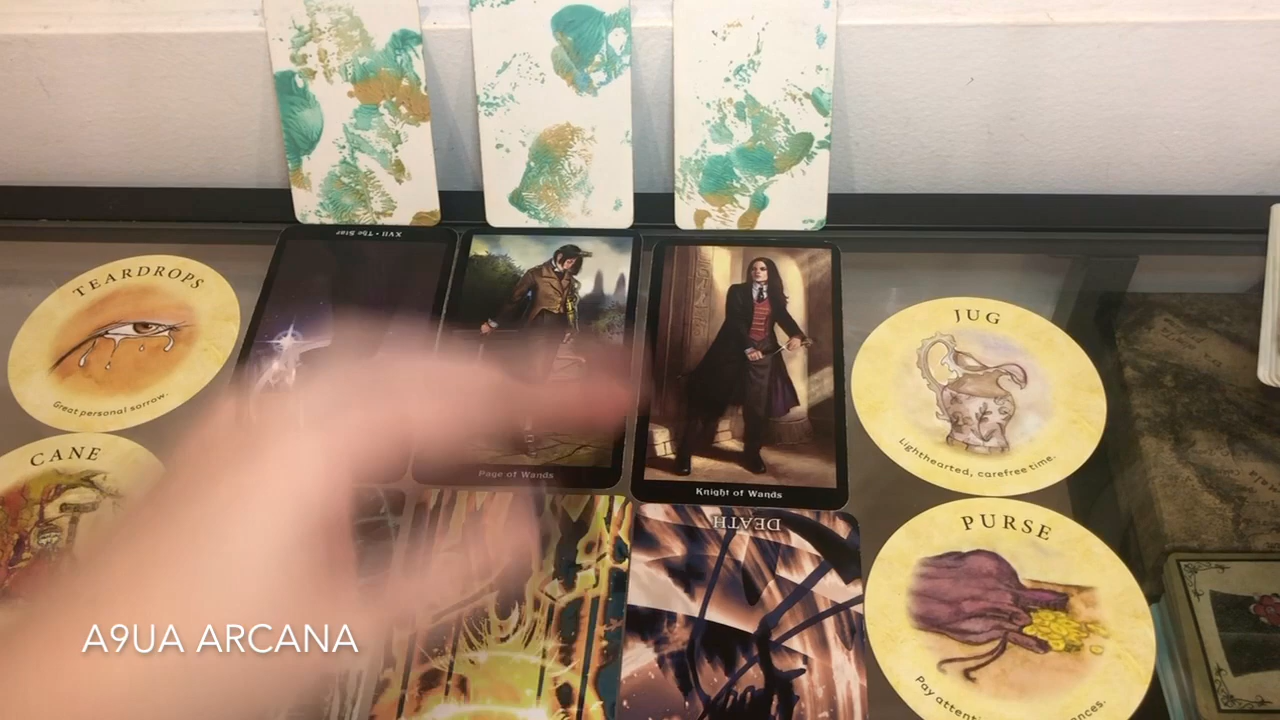 XVII • The Star
TEARDROPS
Great personal sorrow.
JUG
Lighthearted, carefree time.
CANE
Page of Wands
Knight of Wands
DEATH
PURSE
Pay
A9UA ARCANA